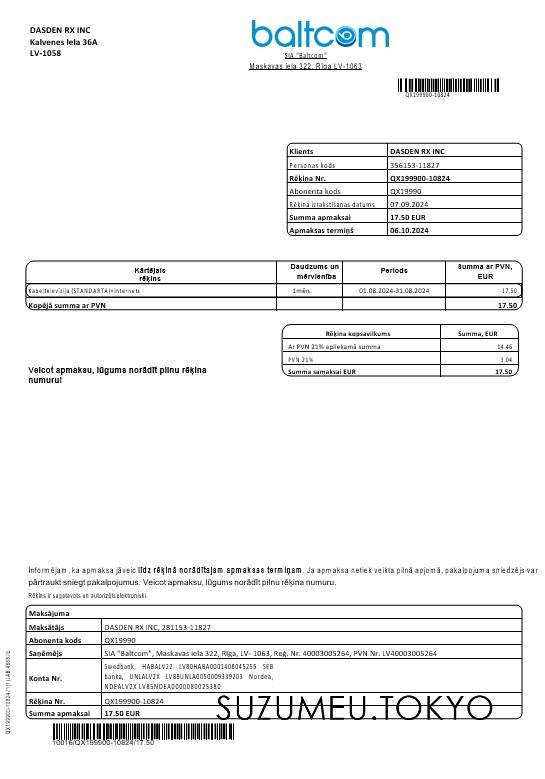 DASDEN RX INC
Kalvenes Iela 36A
LV-1058
baltcom
SIA "Baltcom"
Maskavas iela 322, Rīga LV-1063
QX199900-10824
Klients DASDEN RX INC
Personas kods 356153-11827
Rēķina Nr. QX199900-10824
Abonenta kods QX19990
Rēķina izrakstīšanas datums 07.09.2024
Summa apmaksai 17.50 EUR
Apmaksas termiņš 06.10.2024
Kārtējais rēķins Daudzums un mērvienība Periods Summa ar PVN, EUR
Kabeļtelevīzija (STANDARTA)+Internets 1mēn. 01.08.2024-31.08.2024 17.50
Kopējā summa ar PVN 17.50
Rēķina kopsavilkums Summa, EUR
Ar PVN 21% apliekamā summa 14.46
PVN 21% 3.04
Summa samaksai EUR 17.50
Veicot apmaksu, lūgums norādīt pilnu rēķina
numuru!
Informējam, ka apmaksa jāveic līdz rēķinā norādītajam apmaksas termiņam. Ja apmaksa netiek veikta pilnā apjomā, pakalpojuma sniedzējs var
pārtraukt sniegt pakalpojumus. Veicot apmaksu, lūgums norādīt pilnu rēķina numuru.
Rēķins ir sagatavots un autorizēts elektroniski.
Maksājuma
Maksātājs DASDEN RX INC, 281153-11827
Abonenta kods QX19990
Saņēmējs SIA "Baltcom", Maskavas iela 322, Rīga, LV- 1063, Reģ. Nr. 40003005264, PVN Nr. LV40003005264
Konta Nr. Swedbank, HABALV22 LV8DHABA0001408045255 SEB
banka, UNLALV2X LV88UNLA0050009339203 Nordea,
NDEALV2X LV85NDEA0000080025380
Rēķina Nr. QX199900-10824
Summa apmaksai 17.50 EUR
SUZUMEU.TOKYO
10016/QX199900-10824/17.50